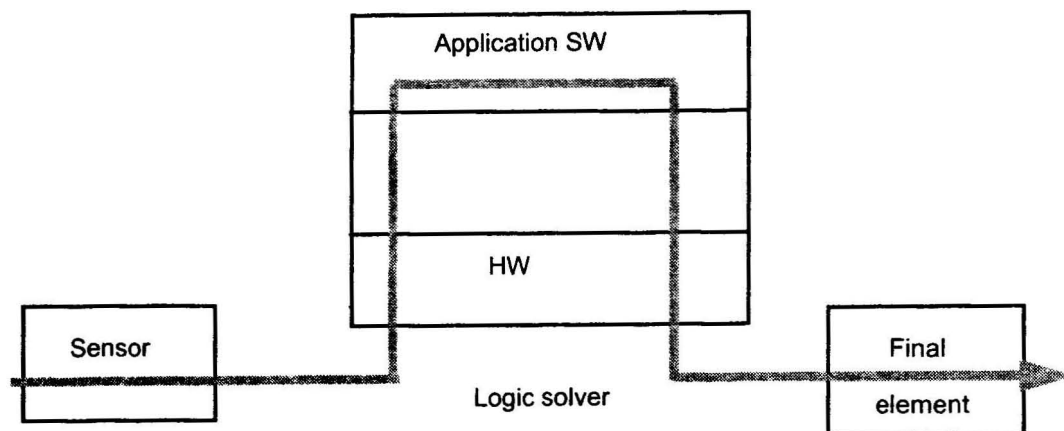 Application SW
HW
Sensor
Logic solver
Final
element